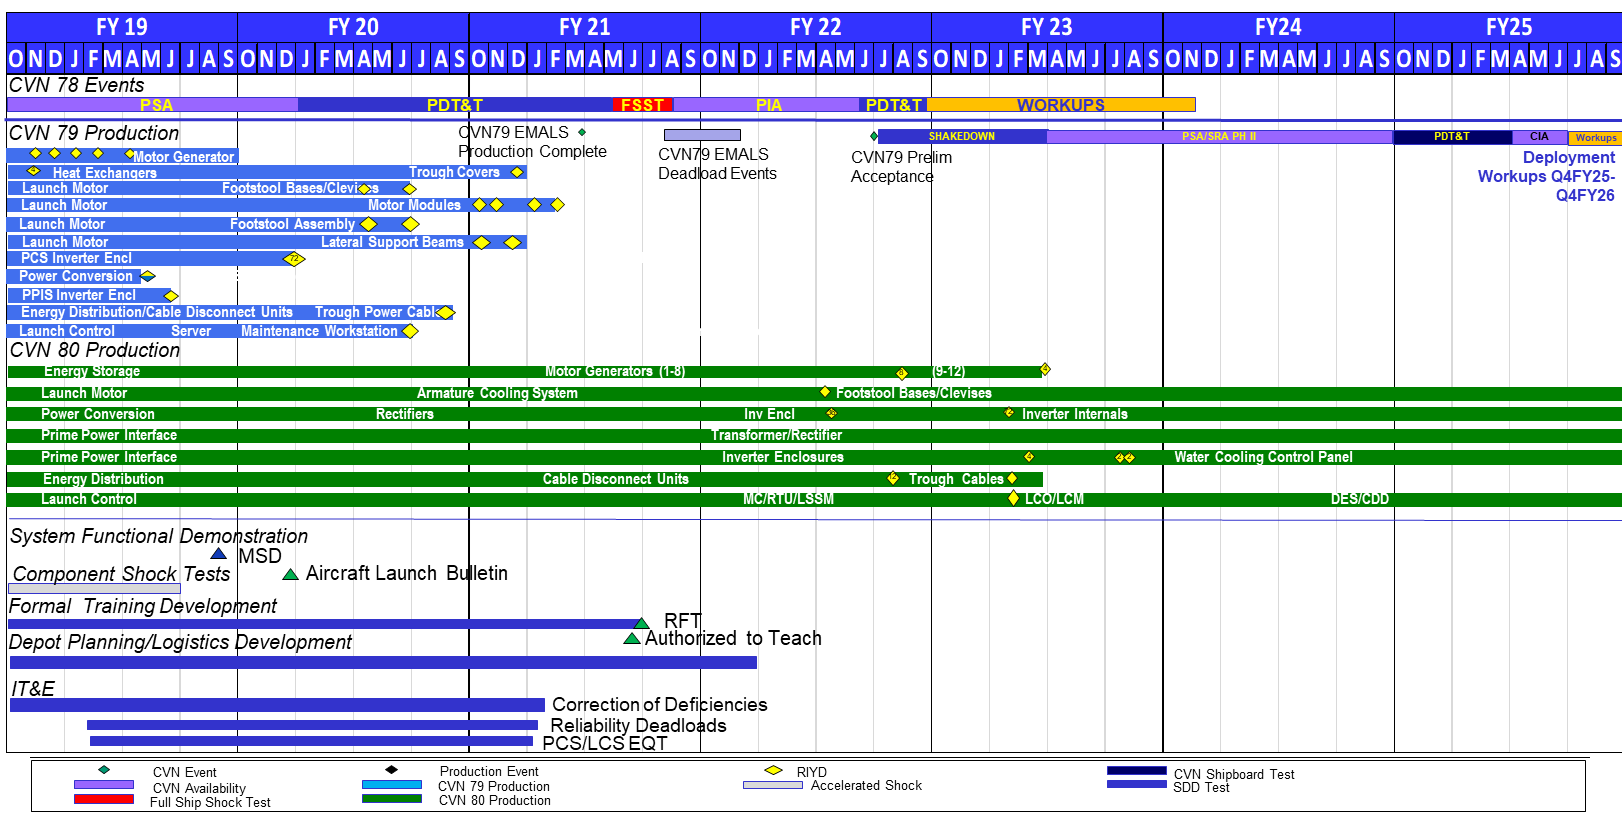 FY 19 FY 20 FY 21 FY 22 FY 23 FY24 FY25
O N D J F M A M J J A S O N D J F M A M J J A S O N D J F M A M J J A S O N D J F M A M J J A S O N D J F M A M J J A S O N D J F M A M J J A S O N D J F M A M J J A S
CVN 78 Events
PSA PDT&T FSST PIA PDT&T WORKUPS
CVN 79 Production
CVN79 EMALS
Production Complete
CVN79 EMALS
Deadload Events
CVN79 Prelim
Acceptance
SHAKEDOWN PSA/SRA PH II PDT&T CIA Workups
Deployment
Workups Q4FY25-
Q4FY26
Motor Generator
Heat Exchangers Trough Covers
Launch Motor Footstool Bases/Clevises
Launch Motor Motor Modules
Launch Motor Footstool Assembly
Launch Motor Lateral Support Beams
PCS Inverter Encl 72
Power Conversion
PPIS Inverter Encl
Energy Distribution/Cable Disconnect Units Trough Power Cabl
Launch Control Server Maintenance Workstation
CVN 80 Production
Energy Storage Motor Generators (1-8) 8 (9-12) 4
Launch Motor Armature Cooling System Footstool Bases/Clevises
Power Conversion Rectifiers Inv Encl Inverter Internals
Prime Power Interface Transformer/Rectifier
Prime Power Interface Inverter Enclosures 4 2 2 Water Cooling Control Panel
Energy Distribution Cable Disconnect Units 12 Trough Cables
Launch Control MC/RTU/LSSM LCO/LCM DES/CDD
System Functional Demonstration
MSD
Component Shock Tests
Aircraft Launch Bulletin
Formal Training Development
RFT
Authorized to Teach
Depot Planning/Logistics Development
IT&E
Correction of Deficiencies
Reliability Deadloads
PCS/LCS EQT
CVN Event Production Event RIYD CVN Shipboard Test
CVN Availability CVN 79 Production Accelerated Shock SDD Test
Full Ship Shock Test CVN 80 Production